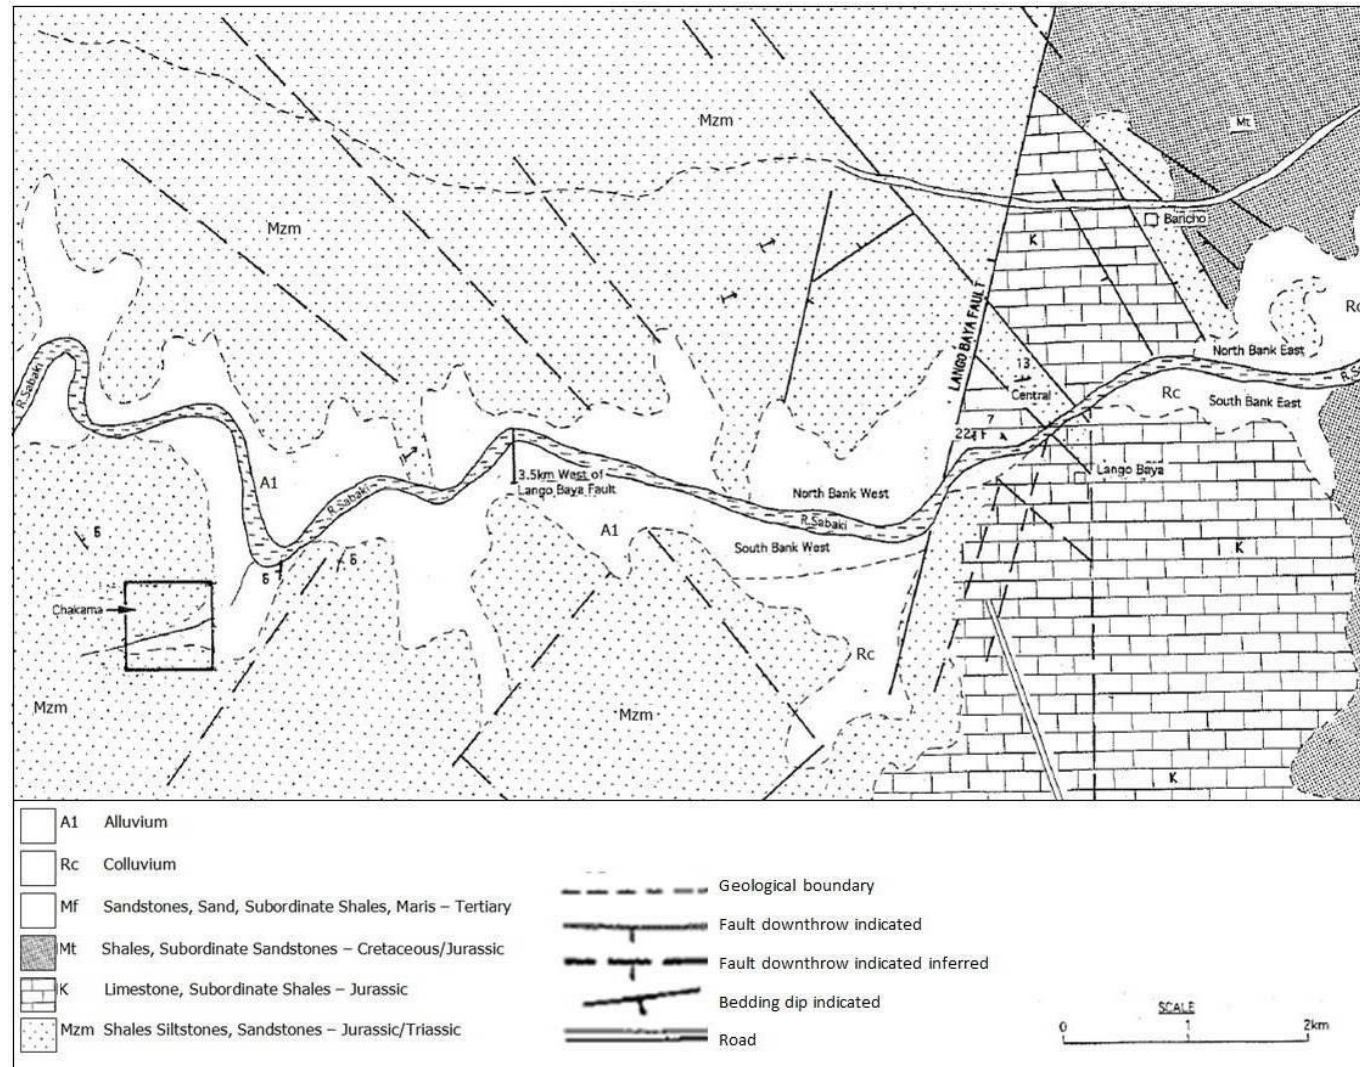 Mt
Mzm
Baricho
Mzm
K
Rc
LANGO BAYA FAULT
North Bank East
R.Sabaki
13
Central
Rc
South Bank East
7
22
Lango Baya
3.5km West of
Lango Baya Fault
A1
R.Sabaki
North Bank West
R.Sabaki
A1
South Bank West
K
6
6
6
Chakama
Rc
Mzm
Mzm
K
A1 Alluvium
Rc Colluvium
Mf Sandstones, Sand, Subordinate Shales, Maris – Tertiary
Mt Shales, Subordinate Sandstones – Cretaceous/Jurassic
K Limestone, Subordinate Shales – Jurassic
Mzm Shales Siltstones, Sandstones – Jurassic/Triassic
Geological boundary
Fault downthrow indicated
Fault downthrow indicated inferred
Bedding dip indicated
Road
SCALE
0 1 2km